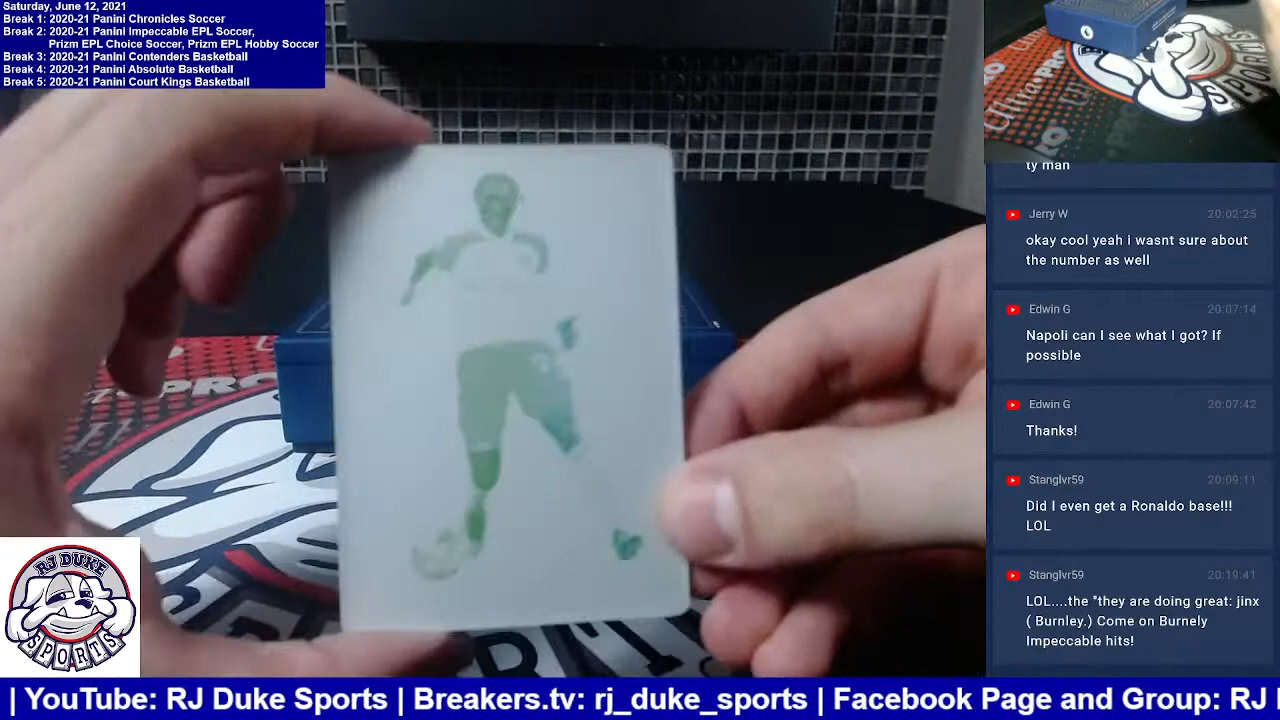 Saturday, June 12, 2021
Break 1: 2020-21 Panini Chronicles Soccer
Break 2: 2020-21 Panini Impeccable EPL Soccer,
Prizm EPL Choice Soccer, Prizm EPL Hobby Soccer
Break 3: 2020-21 Panini Contenders Basketball
Break 4: 2020-21 Panini Absolute Basketball
Break 5: 2020-21 Panini Court Kings Basketball
Ultra PRO
SPORTS
ty man
Jerry W 20:02:25
okay cool yeah I wasnt sure about
the number as well
Edwin G 20:07:14
Napoli can I see what I got? If
possible
Edwin G 20:07:42
Thanks!
Stanglvr59 20:09:11
Did I even get a Ronaldo base!!!
LOL
Stanglvr59 20:19:41
LOL....the "they are doing great: jinx
( Burnley.) Come on Burnely
Impeccable hits!
PRO
RJ DUKE
SPORTS
| YouTube: RJ Duke Sports | Breakers.tv: rj_duke_sports | Facebook Page and Group: RJ